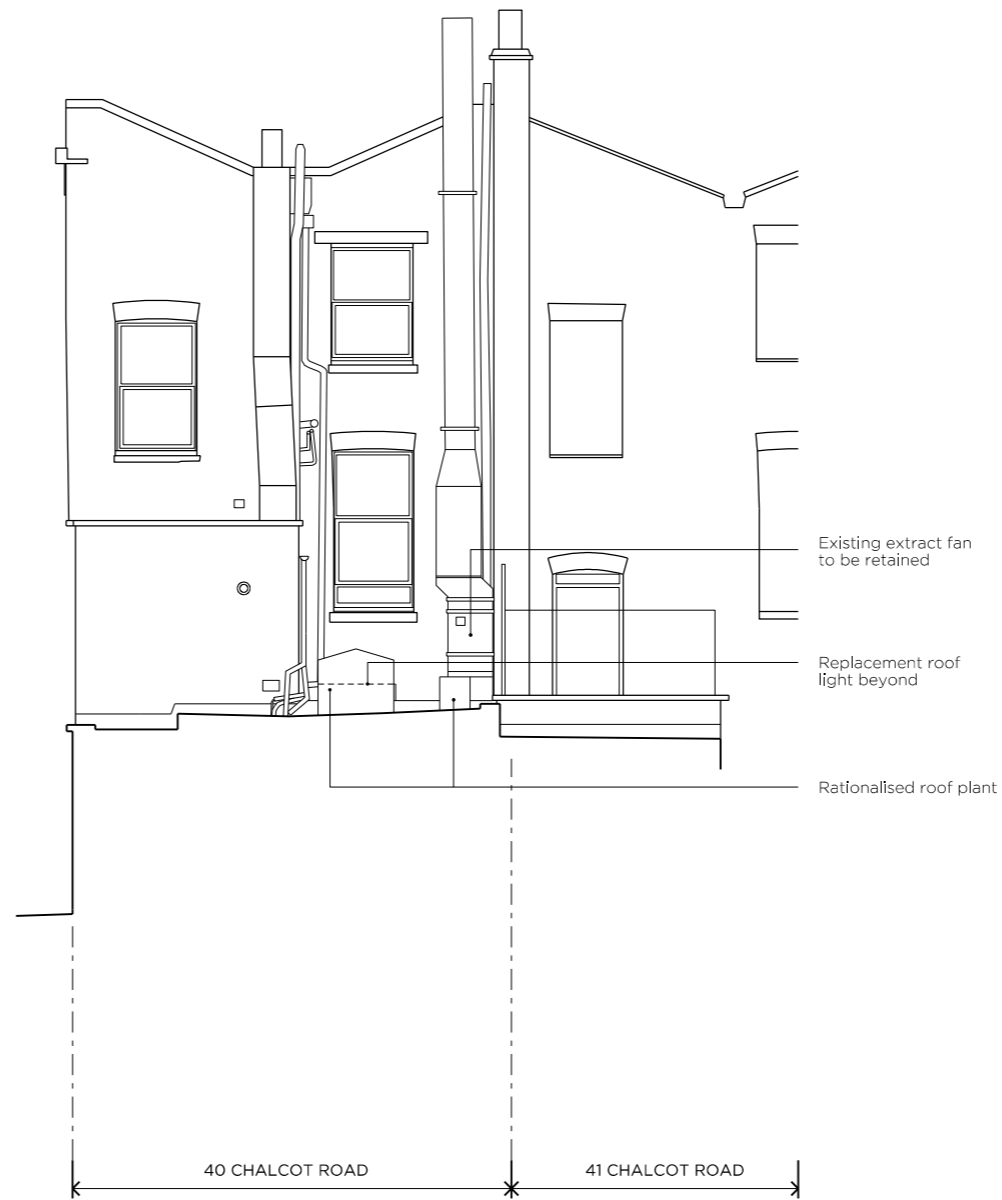 Existing extract fan
to be retained
Replacement roof
light beyond
Rationalised roof plant
40 CHALCOT ROAD
41 CHALCOT ROAD